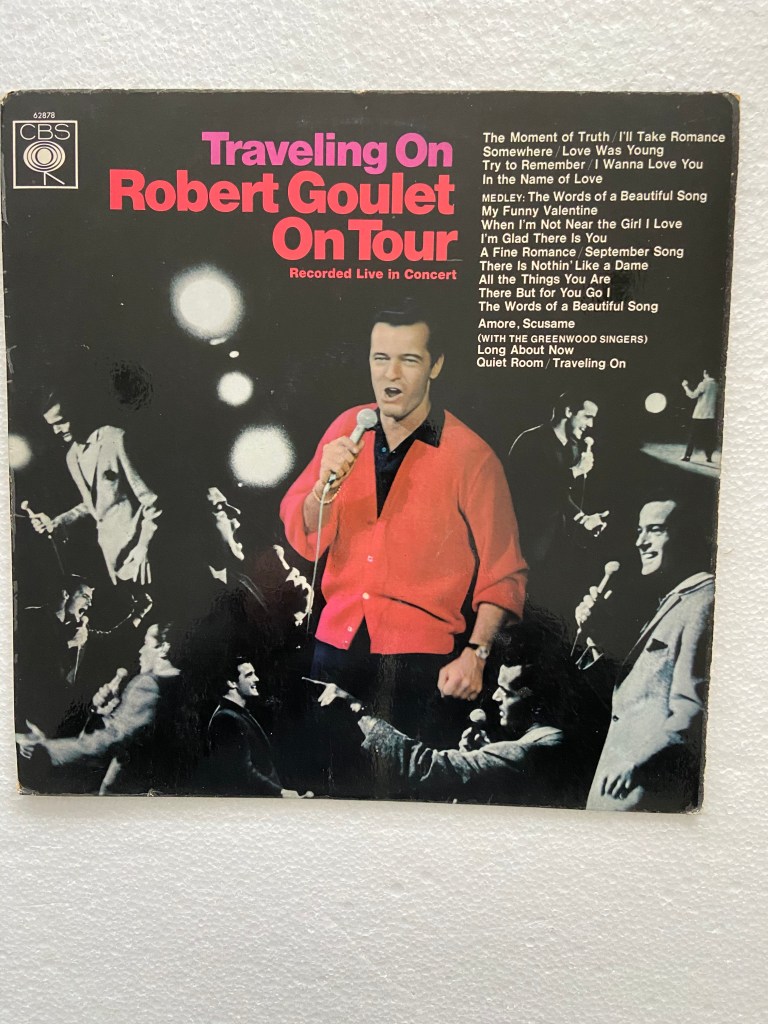 62878
CBS
Traveling On
Robert Goulet
On Tour
Recorded Live in Concert
The Moment of Truth / I'll Take Romance
Somewhere / Love Was Young
Try to Remember / I Wanna Love You
In the Name of Love
MEDLEY: The Words of a Beautiful Song
My Funny Valentine
When I'm Not Near the Girl I Love
I'm Glad There Is You
A Fine Romance / September Song
There Is Nothin' Like a Dame
All the Things You Are
There But for You Go I
The Words of a Beautiful Song
Amore, Scusame
(WITH THE GREENWOOD SINGERS)
Long About Now
Quiet Room / Traveling On